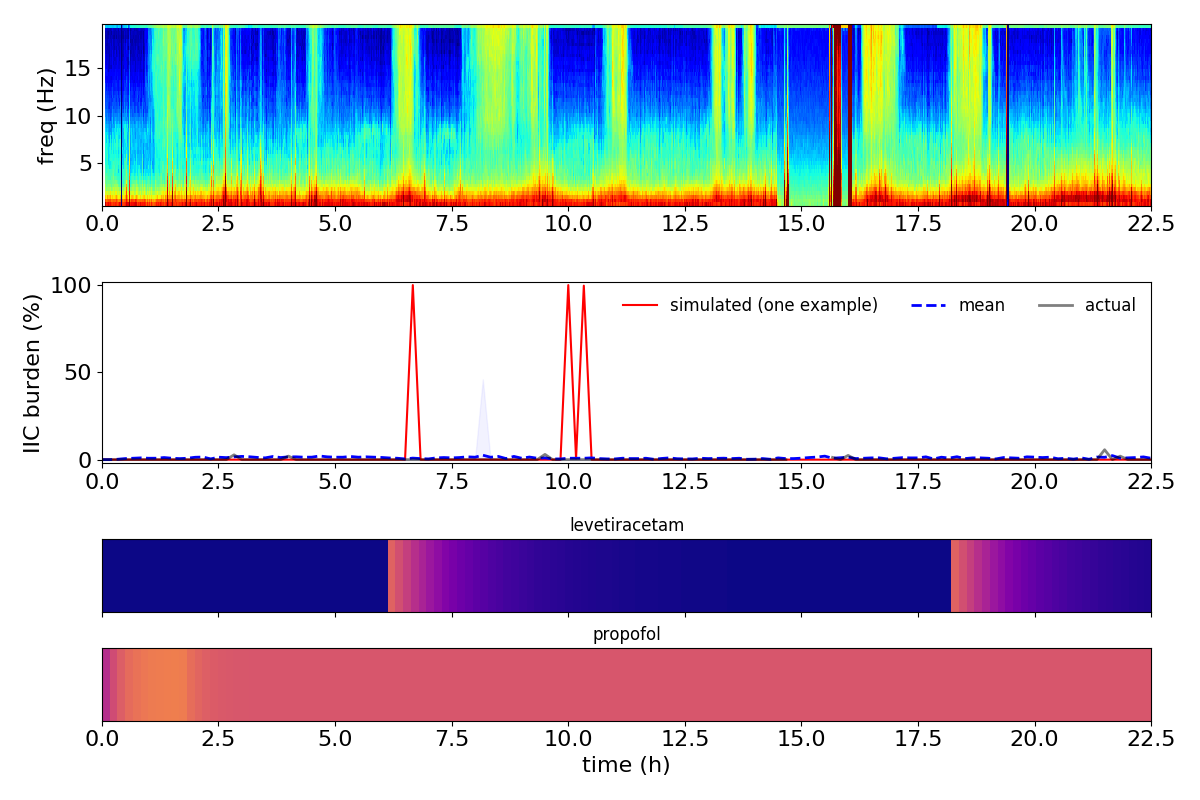 freq (Hz)
15
10
5
0.0 2.5 5.0 7.5 10.0 12.5 15.0 17.5 20.0 22.5
IIC burden (%)
100
50
0
simulated (one example) mean actual
0.0 2.5 5.0 7.5 10.0 12.5 15.0 17.5 20.0 22.5
levetiracetam
propofol
0.0 2.5 5.0 7.5 10.0 12.5 15.0 17.5 20.0 22.5
time (h)